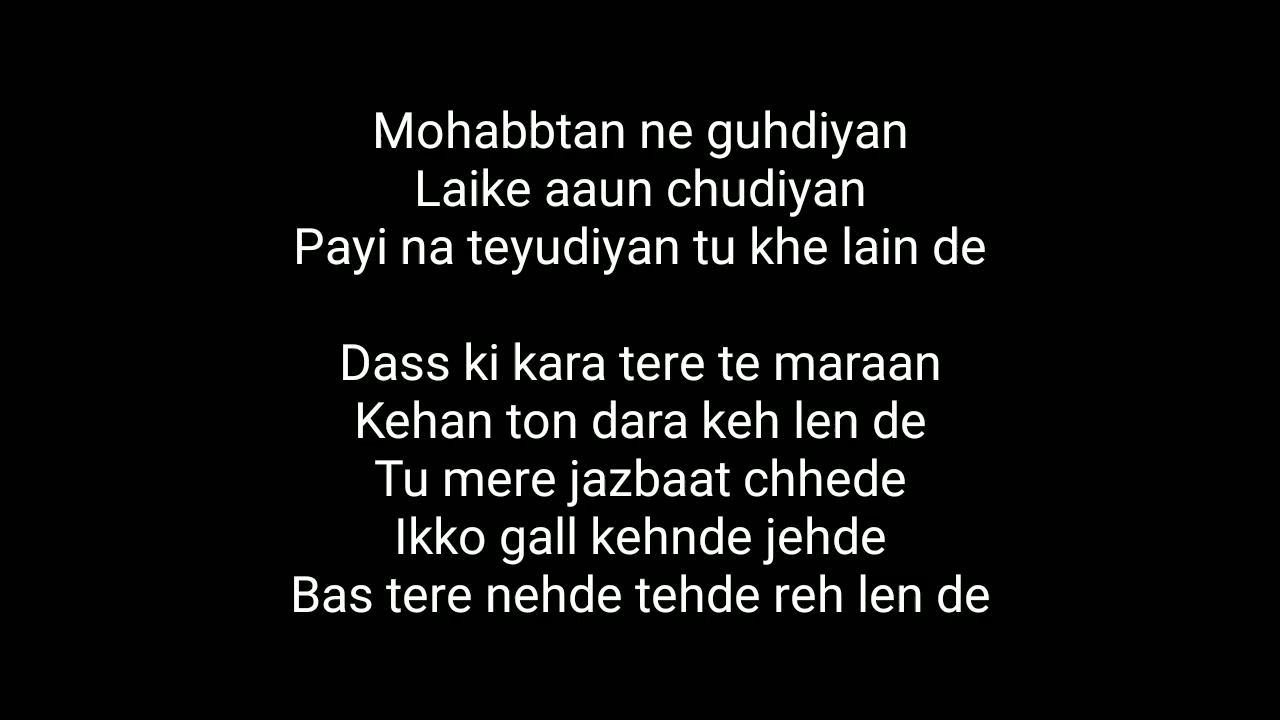 Mohabbtan ne guhdiyan
Laike aaun chudiyan
Payi na teyudiyan tu khe lain de
Dass ki kara tere te maraan
Kehan ton dara keh len de
Tu mere jazbaat chhede
Ikko gall kehnde jehde
Bas tere nehde tehde reh len de